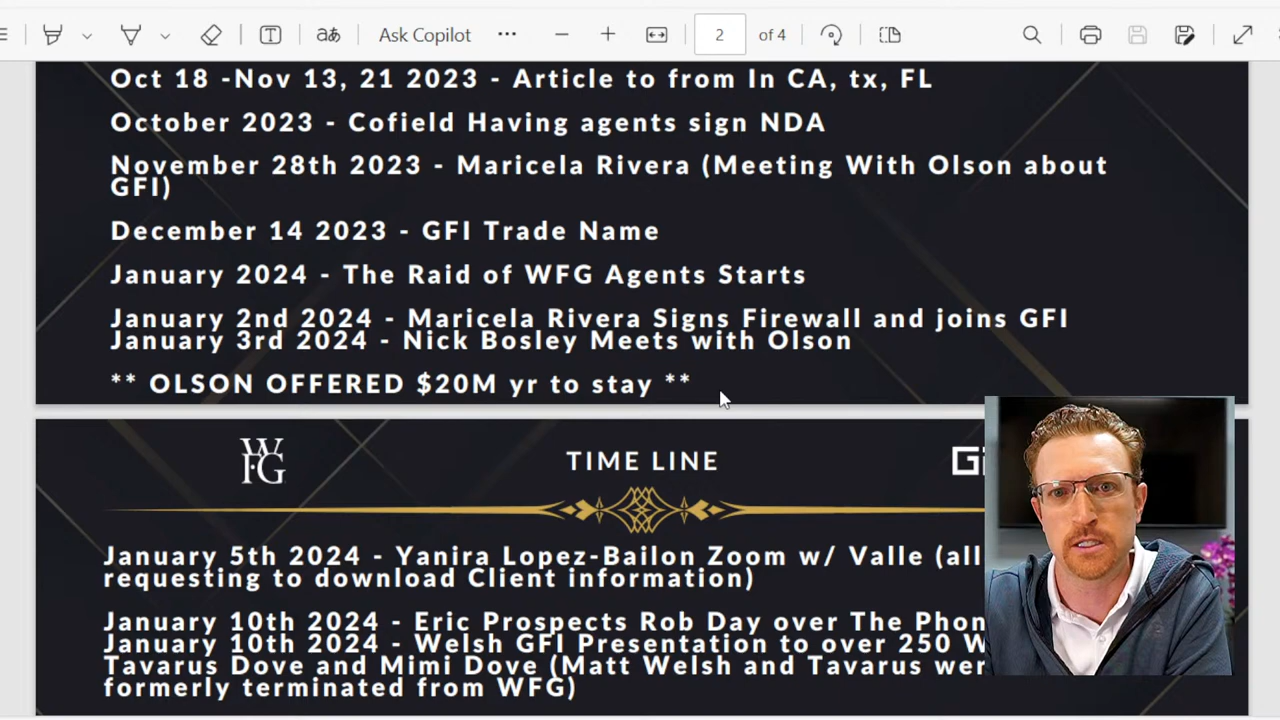 Ask Copilot
2
of 4
Oct 18 -Nov 13, 21 2023 - Article to from In CA, tx, FL
October 2023 - Cofield Having agents sign NDA
November 28th 2023 - Maricela Rivera (Meeting With Olson about
GFI)
December 14 2023 - GFI Trade Name
January 2024 - The Raid of WFG Agents Starts
January 2nd 2024 - Maricela Rivera Signs Firewall and joins GFI
January 3rd 2024 - Nick Bosley Meets with Olson
** OLSON OFFERED $20M yr to stay **
WFG
TIME LINE
January 5th 2024 - Yanira Lopez-Bailon Zoom w/ Valle (all
requesting to download Client information)
January 10th 2024 - Eric Prospects Rob Day over The Phon
January 10th 2024 - Welsh GFI Presentation to over 250 W
Tavarus Dove and Mimi Dove (Matt Welsh and Tavarus wer
formerly terminated from WFG)